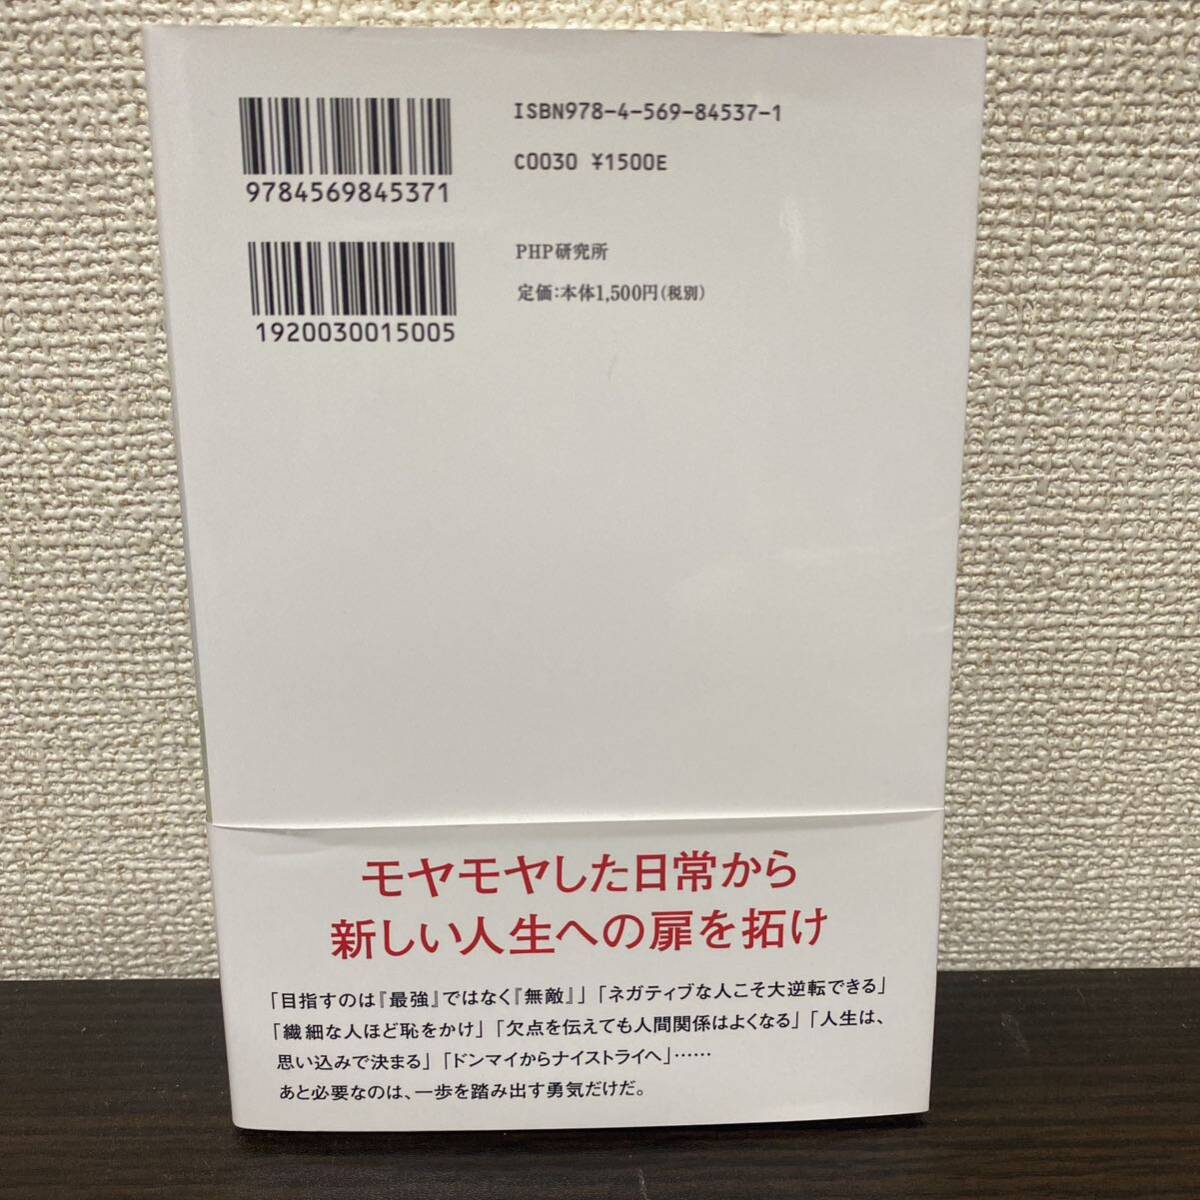 ISBN978-4-569-84537-1
C0030 ¥1500E
9784569845371
PHP研究所
定価:本体1,500円(税別)
1920030015005
モヤモヤした日常から
新しい人生への扉を拓け
「目指すのは『最強』ではなく『無敵』」「ネガティブな人こそ大逆転できる」
「繊細な人ほど恥をかけ」「欠点を伝えても人間関係はよくなる」「人生は、
思い込みで決まる」「ドンマイからナイストライへ」……
あと必要なのは、一歩を踏み出す勇気だけだ。